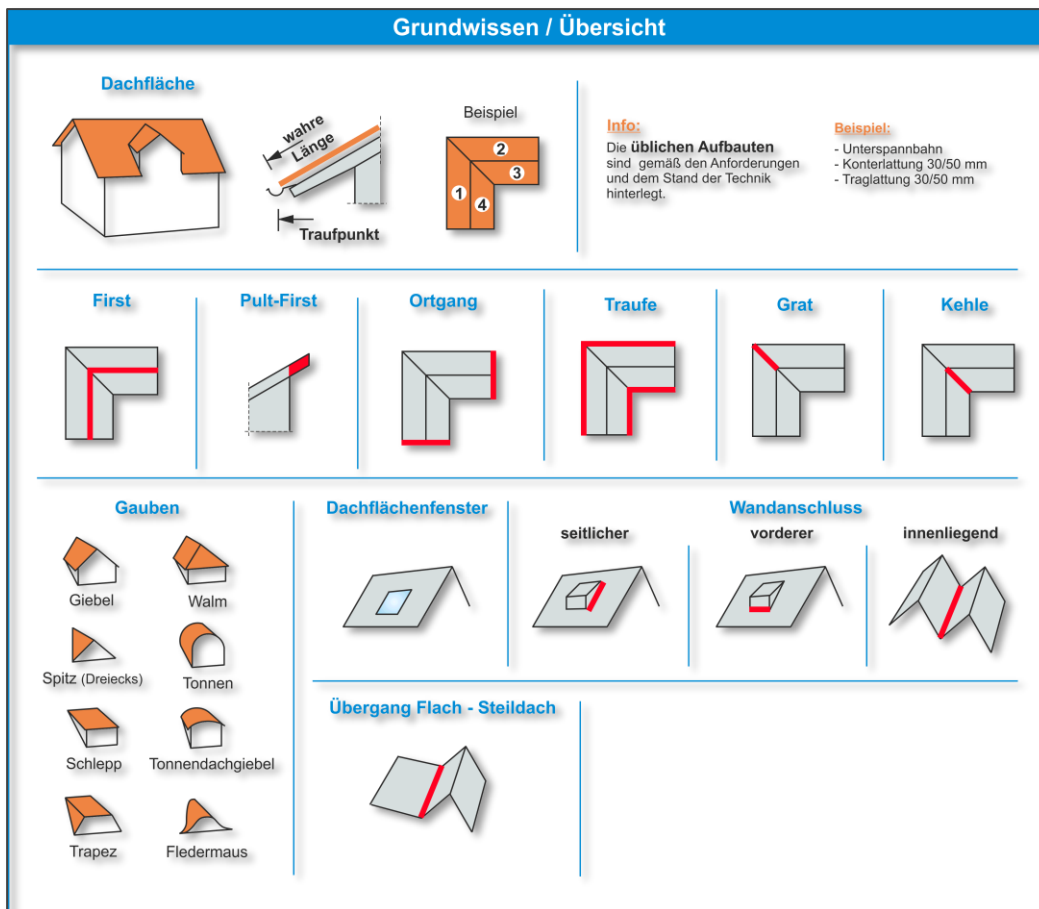 Grundwissen / Übersicht
Dachfläche
wahre
Länge
Traufpunkt
Beispiel
1
2
3
4
Info:
Die üblichen Aufbauten
sind gemäß den Anforderungen
und dem Stand der Technik
hinterlegt.
Beispiel:
- Unterspannbahn
- Konterlattung 30/50 mm
- Traglattung 30/50 mm
First
Pult-First
Ortgang
Traufe
Grat
Kehle
Gauben
Giebel
Walm
Spitz (Dreiecks)
Tonnen
Schlepp
Tonnendachgiebel
Trapez
Fledermaus
Dachflächenfenster
Wandanschluss
seitlicher
vorderer
innenliegend
Übergang Flach - Steildach